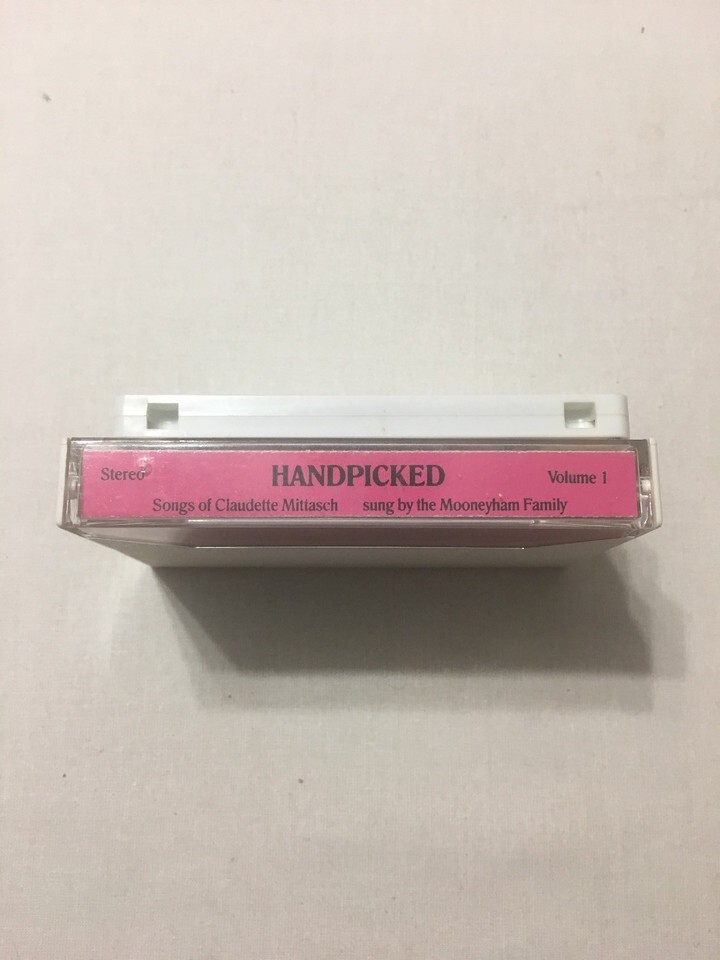 Stereo HANDPICKED Volume 1
Songs of Claudette Mittasch sung by the Mooneyham Family